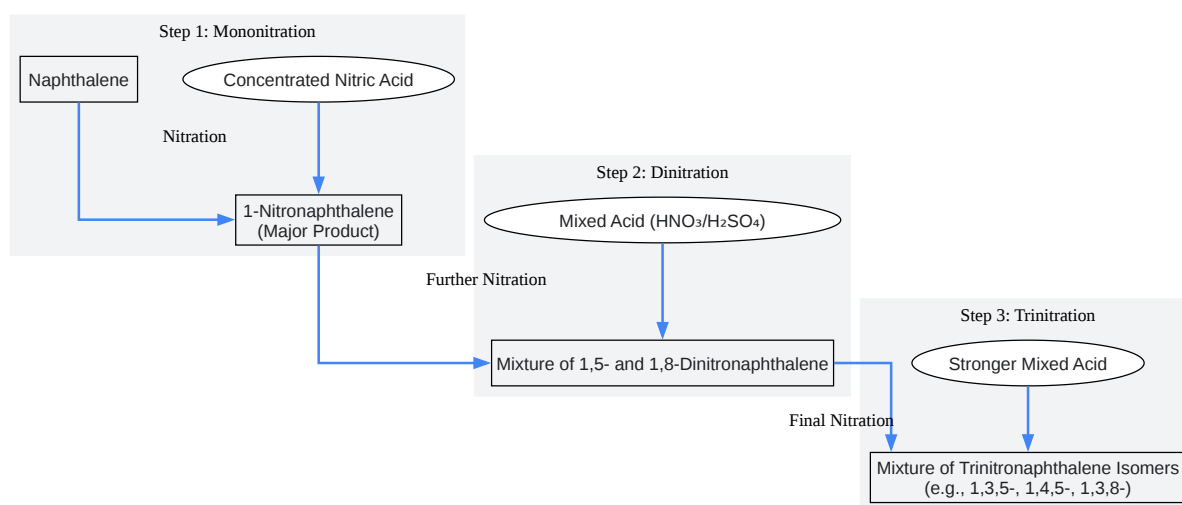 Step 1: Mononitration
Naphthalene
Concentrated Nitric Acid
Nitration
1-Nitronaphthalene
(Major Product)
Step 2: Dinitration
Mixed Acid (HNO₃/H₂SO₄)
Further Nitration
Mixture of 1,5- and 1,8-Dinitronaphthalene
Step 3: Trinitration
Stronger Mixed Acid
Final Nitration
Mixture of Trinitronaphthalene Isomers
(e.g., 1,3,5-, 1,4,5-, 1,3,8-)